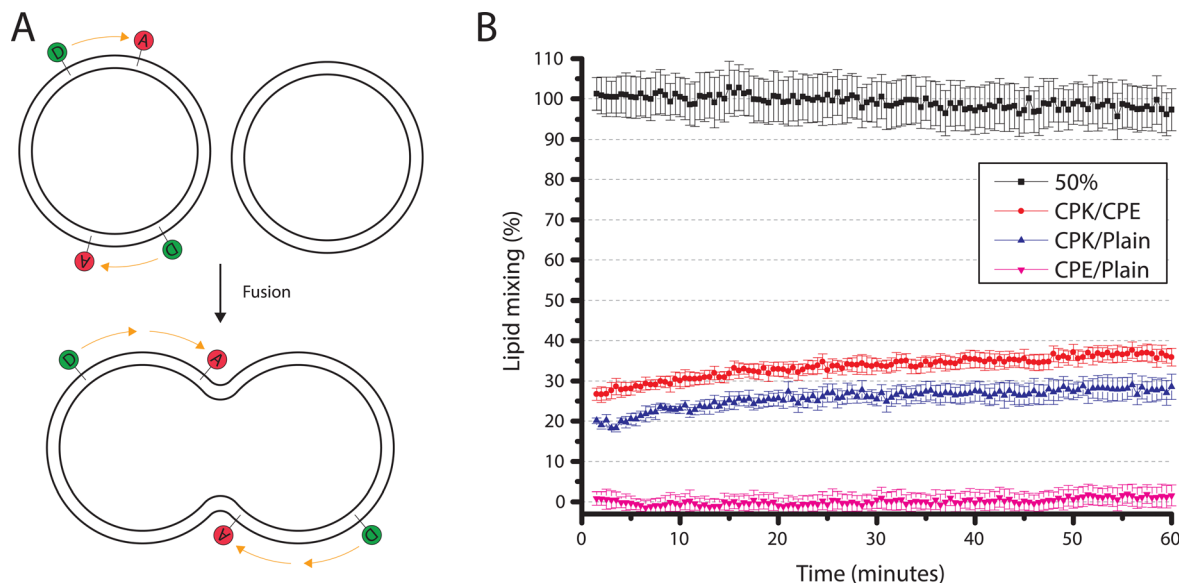 A
D
A
A
D
Fusion
D
A
A
D
B
Lipid mixing (%)
110
100
90
80
70
60
50
40
30
20
10
0
50%
CPK/CPE
CPK/Plain
CPE/Plain
0
10
20
30
40
50
60
Time (minutes)